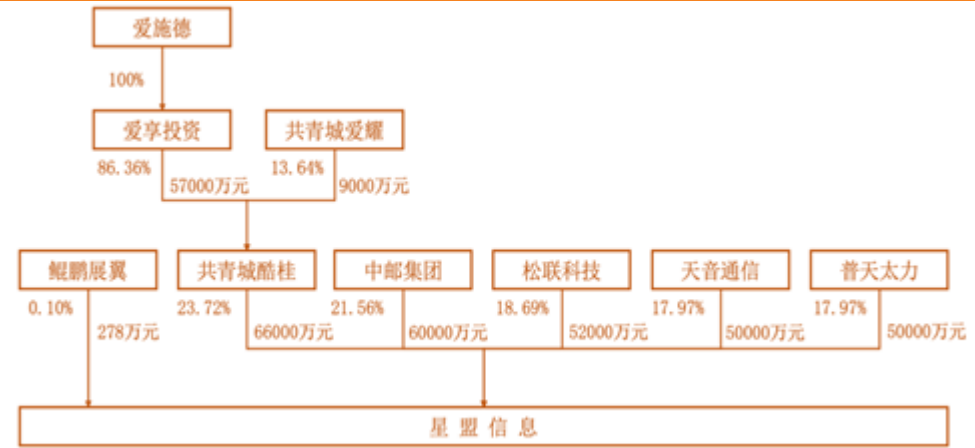 爱施德
100%
爱享投资
共青城爱耀
86.36%
57000万元
13.64%
9000万元
鲲鹏展翼
共青城酷桂
中邮集团
松联科技
天音通信
普天太力
0.10%
278万元
23.72%
66000万元
21.56%
60000万元
18.69%
52000万元
17.97%
50000万元
17.97%
50000万元
星盟信息